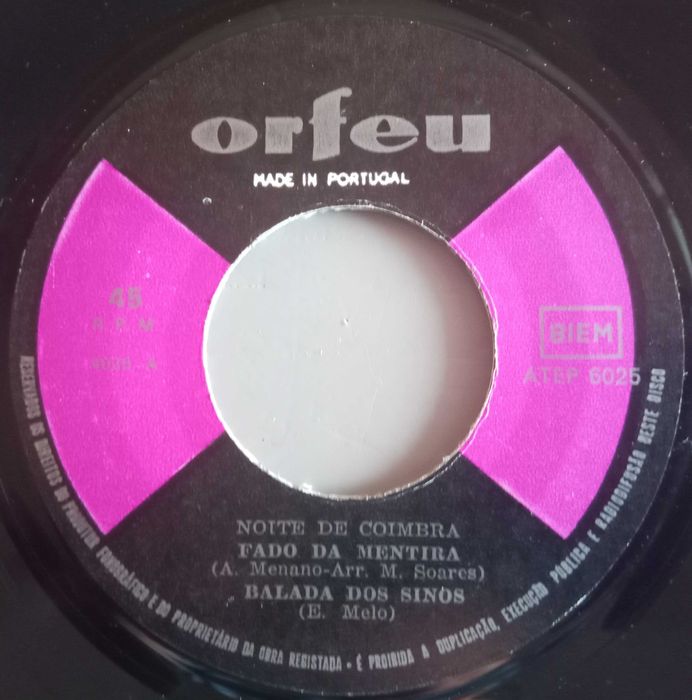 orfeu
MADE IN PORTUGAL
45
R. P. M.
BIEM
ATEP 6025
NOITE DE COIMBRA
FADO DA MENTIRA
(A. Menano-Arr. M. Soares)
BALADA DOS SINOS
(E. Melo)
RESERVADOS OS DIREITOS DO PRODUTOR FONOGRÁFICO E DO PROPRIETÁRIO DA OBRA REGISTADA • É PROIBIDA A DUPLICAÇÃO, EXECUÇÃO PÚBLICA E RADIODIFUSÃO DESTE DISCO